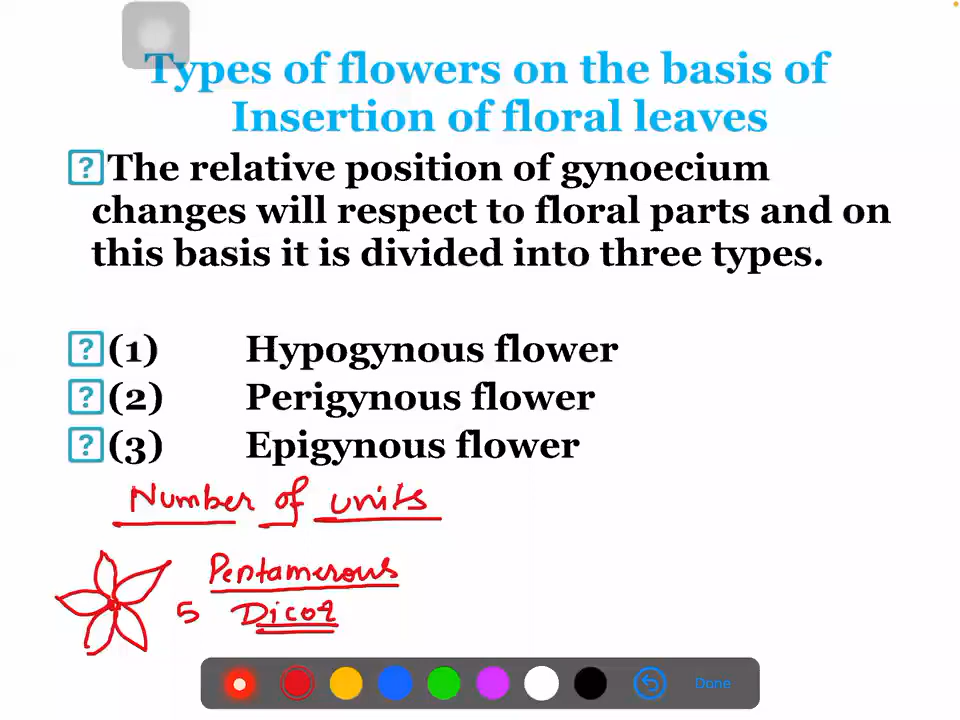 Types of flowers on the basis of
Insertion of floral leaves
The relative position of gynoecium
changes will respect to floral parts and on
this basis it is divided into three types.
(1) Hypogynous flower
(2) Perigynous flower
(3) Epigynous flower
Number of units
Pentamerous
5 Dicot
Done